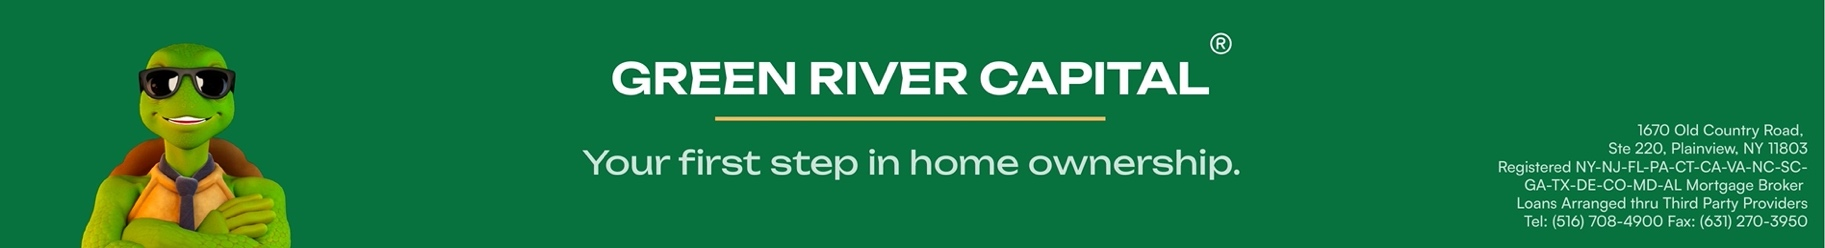 GREEN RIVER CAPITAL®
Your first step in home ownership.
1670 Old Country Road,
Ste 220, Plainview, NY 11803
Registered NY-NJ-FL-PA-CT-CA-VA-NC-SC-
GA-TX-DE-CO-MD-AL Mortgage Broker
Loans Arranged thru Third Party Providers
Tel: (516) 708-4900 Fax: (631) 270-3950